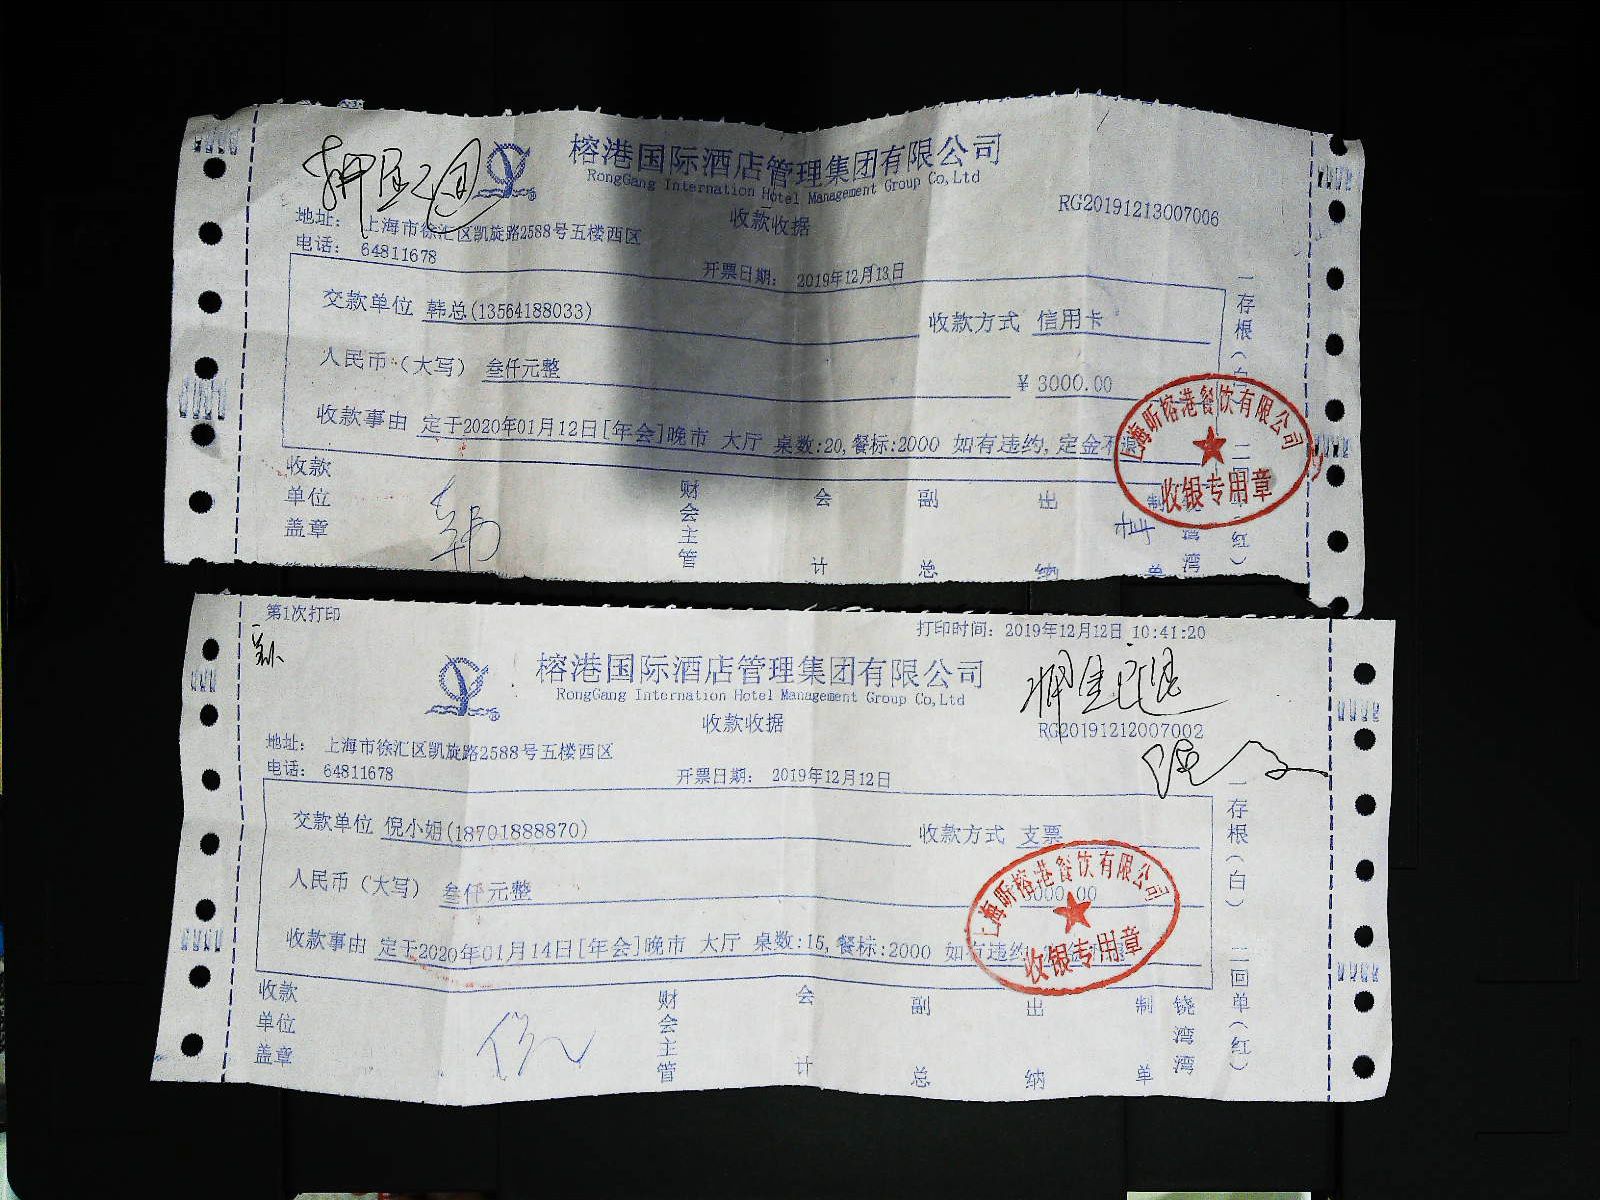 榕港国际酒店管理集团有限公司
RongGang International Hotel Management Group Co,Ltd
收款收据
RG20191213007006
地址： 上海市徐汇区凯旋路2588号五楼西区
电话： 64811678
开票日期： 2019年12月13日
交款单位 韩总(13564188033)
收款方式 信用卡
人民币（大写） 叁仟元整
¥ 3000.00
收款事由 定于2020年01月12日[年会]晚市 大厅 桌数:20,餐标:2000 如有违约,定金不退
一存根（白） 二回单（红）
上海昕榕港餐饮有限公司
收银专用章
收款单位盖章
韩
财会主管 会计 副总 出纳 制单
第1次打印
打印时间：2019年12月12日 10:41:20
榕港国际酒店管理集团有限公司
RongGang International Hotel Management Group Co,Ltd
收款收据
押金已退
RG20191212007002
地址： 上海市徐汇区凯旋路2588号五楼西区
电话： 64811678
开票日期： 2019年12月12日
交款单位 倪小姐(18701888870)
收款方式 支票
人民币（大写） 叁仟元整
3000.00
收款事由 定于2020年01月14日[年会]晚市 大厅 桌数:15,餐标:2000 如有违约
一存根（白） 二回单（红）
上海昕榕港餐饮有限公司
收银专用章
收款单位盖章
财会主管 会计 副总 出纳 制单 饶湾湾